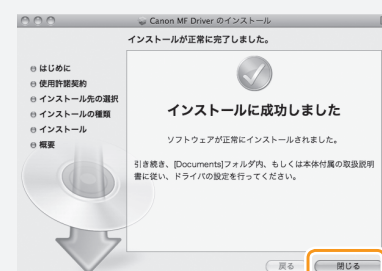 Canon MF Driver のインストール
インストールが正常に完了しました。
はじめに
使用許諾契約
インストール先の選択
インストールの種類
インストール
概要
インストールに成功しました
ソフトウェアが正常にインストールされました。
引き続き、[Documents]フォルダ内、もしくは本体付属の取扱説明
書に従い、ドライバの設定を行ってください。
戻る
閉じる